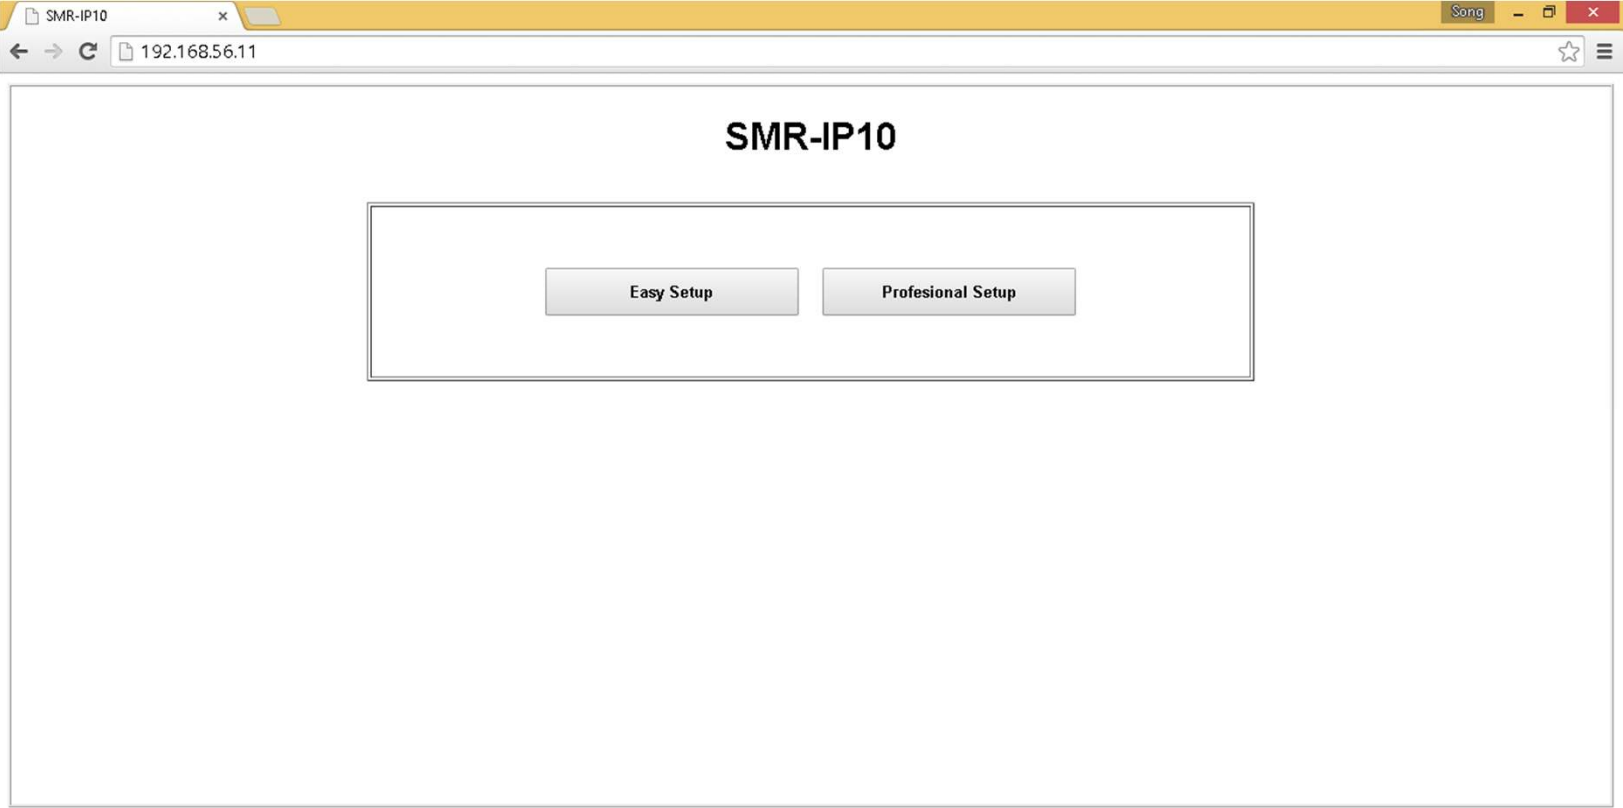 SMR-IP10
Song
192.168.56.11
SMR-IP10
Easy Setup
Profesional Setup